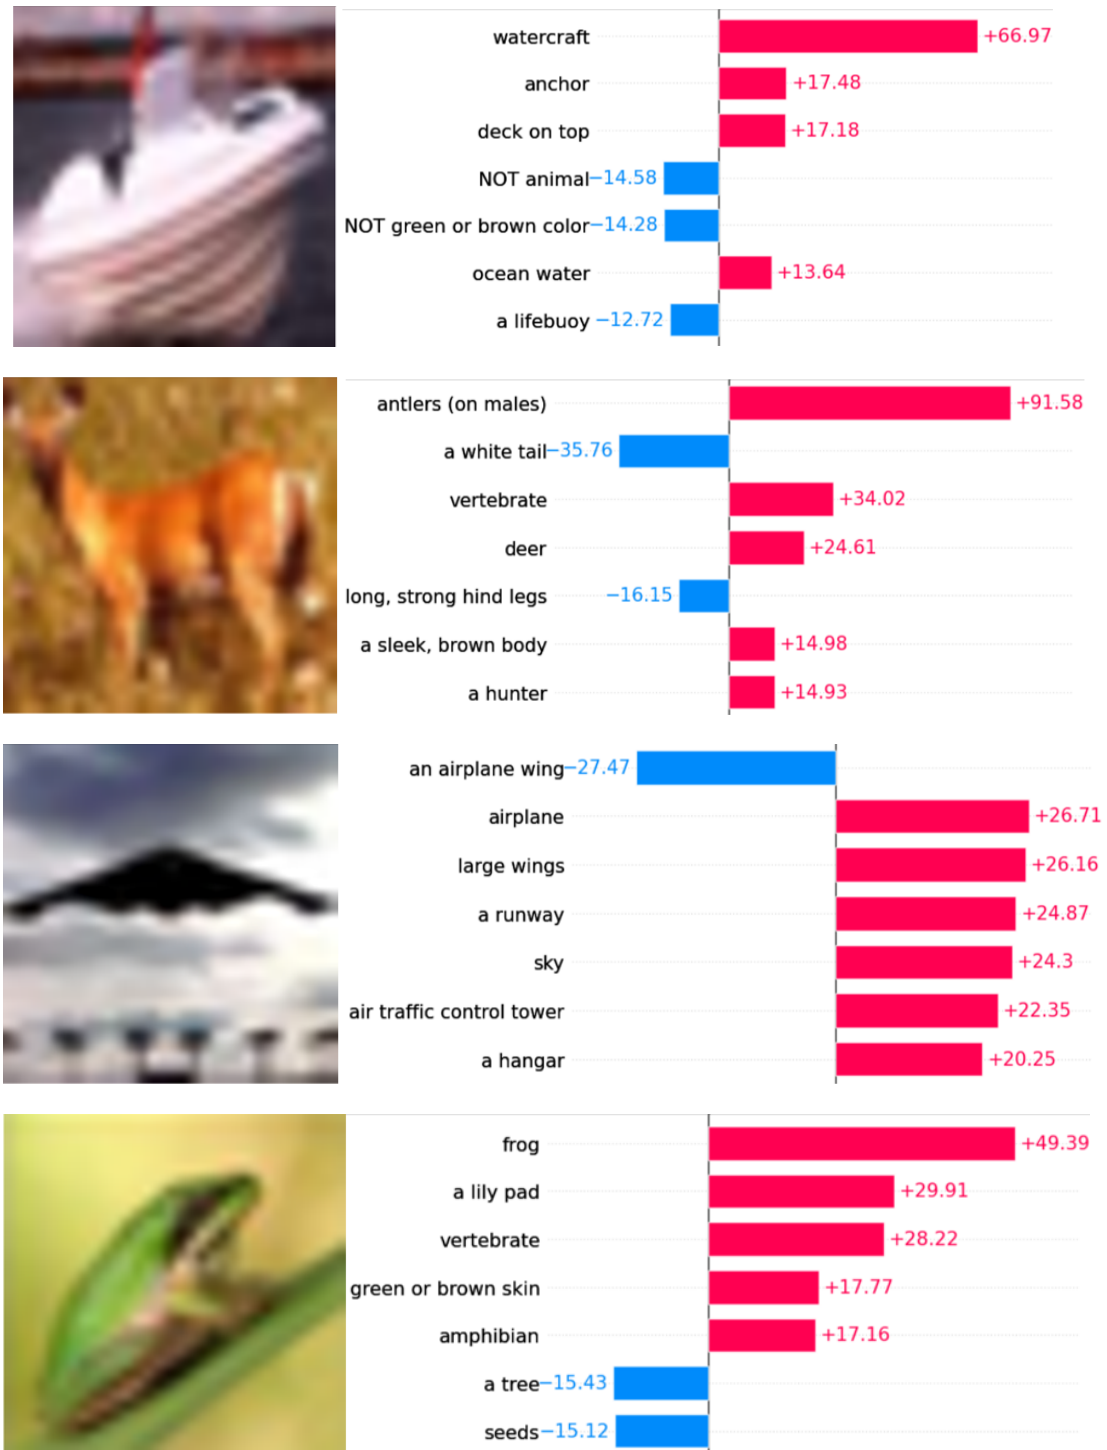 watercraft +66.97
anchor +17.48
deck on top +17.18
NOT animal −14.58
NOT green or brown color −14.28
ocean water +13.64
a lifebuoy −12.72
antlers (on males) +91.58
a white tail −35.76
vertebrate +34.02
deer +24.61
long, strong hind legs −16.15
a sleek, brown body +14.98
a hunter +14.93
an airplane wing −27.47
airplane +26.71
large wings +26.16
a runway +24.87
sky +24.3
air traffic control tower +22.35
a hangar +20.25
frog +49.39
a lily pad +29.91
vertebrate +28.22
green or brown skin +17.77
amphibian +17.16
a tree −15.43
seeds −15.12